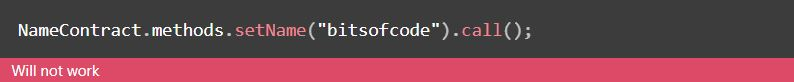 NameContract.methods.setName("bitsofcode").call();
Will not work